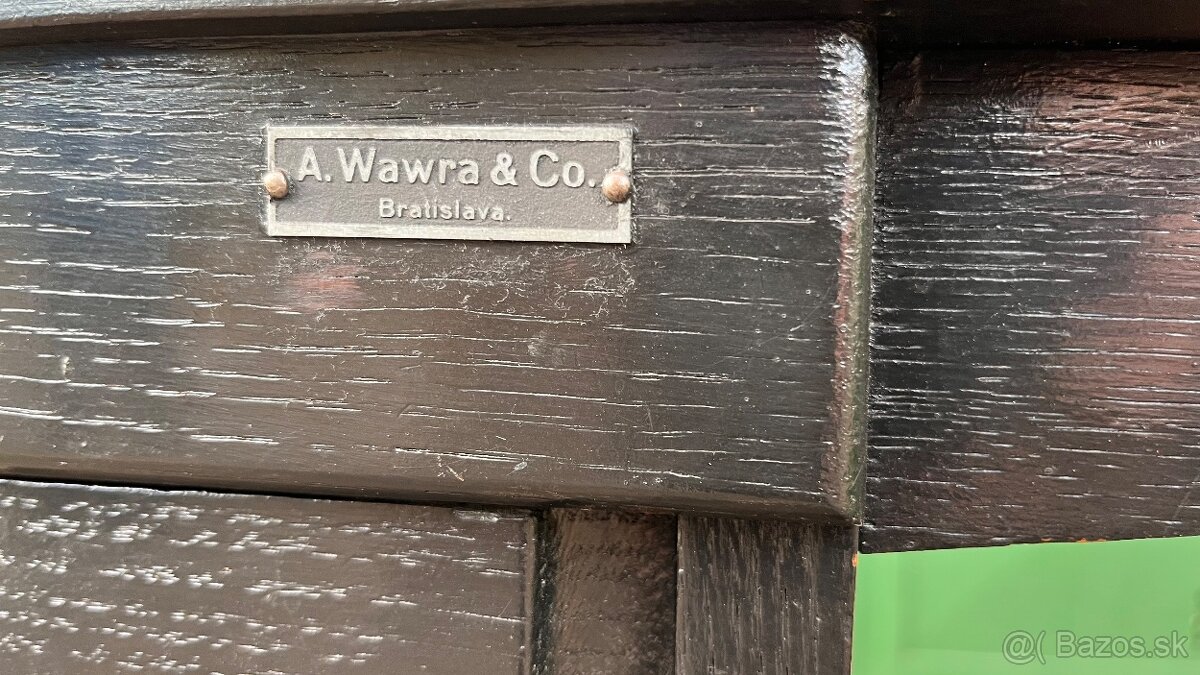 A. Wawra & Co.
Bratislava.
@( Bazos.sk